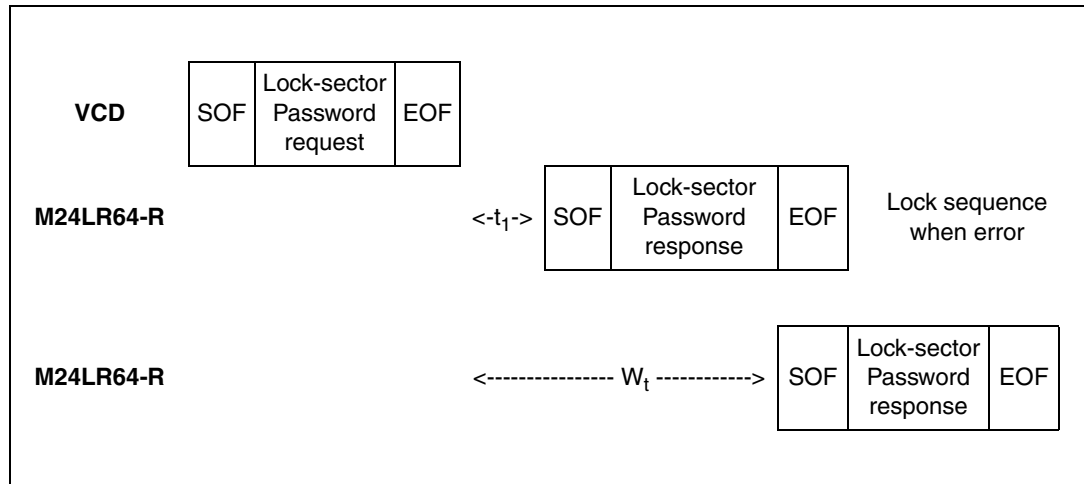 VCD SOF Lock-sector Password request EOF
M24LR64-R <-t1-> SOF Lock-sector Password response EOF Lock sequence when error
M24LR64-R <---------------- Wt ------------> SOF Lock-sector Password response EOF